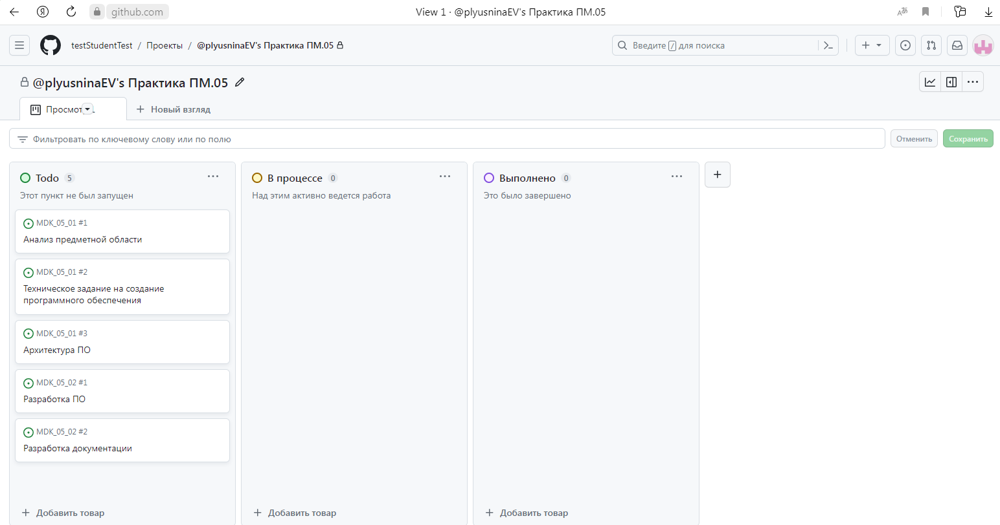 Я github.com View 1 · @plyusninaEV's Практика ПМ.05
testStudentTest / Проекты / @plyusninaEV's Практика ПМ.05 Введите / для поиска
@plyusninaEV's Практика ПМ.05
Просмот Новый взгляд
Фильтровать по ключевому слову или по полю Отменить Сохранить
Todo 5
Этот пункт не был запущен
MDK_05_01 #1
Анализ предметной области
MDK_05_01 #2
Техническое задание на создание
программного обеспечения
MDK_05_01 #3
Архитектура ПО
MDK_05_02 #1
Разработка ПО
MDK_05_02 #2
Разработка документации
+ Добавить товар
В процессе 0
Над этим активно ведется работа
+ Добавить товар
Выполнено 0
Это было завершено
+ Добавить товар